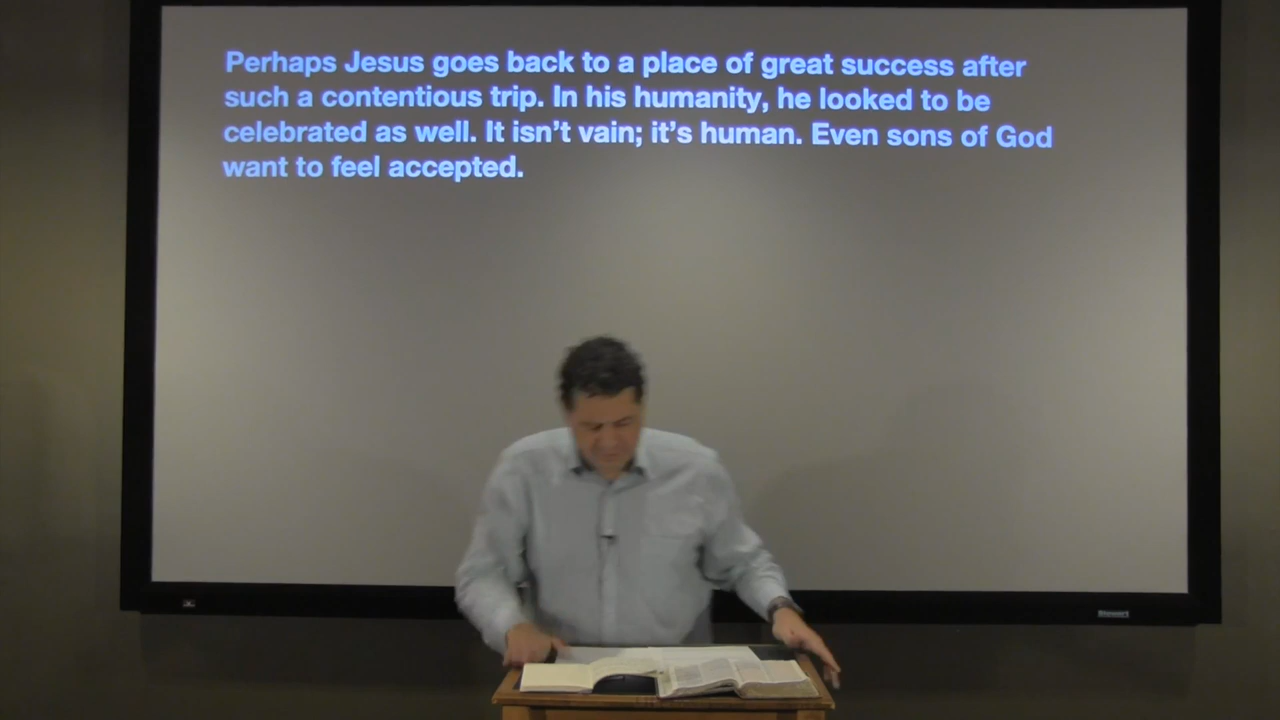 Perhaps Jesus goes back to a place of great success after
such a contentious trip. In his humanity, he looked to be
celebrated as well. It isn’t vain; it’s human. Even sons of God
want to feel accepted.